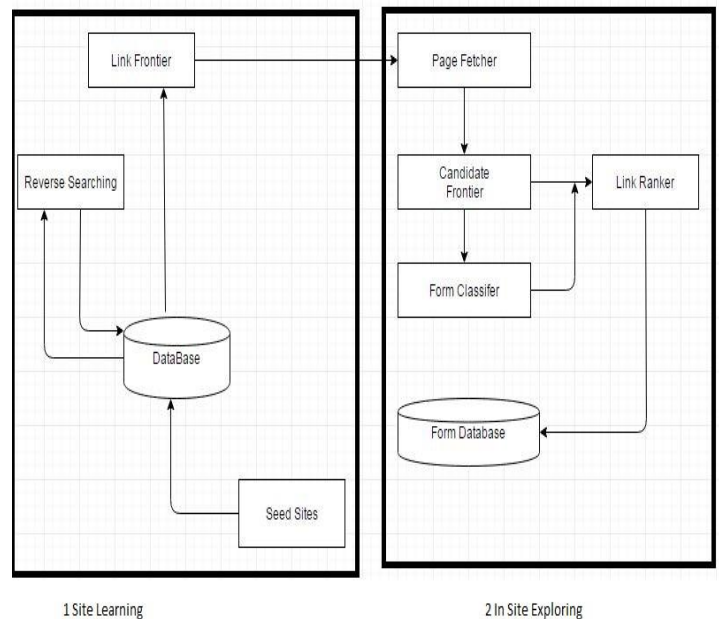 Link Frontier
Reverse Searching
DataBase
Seed Sites
1 Site Learning
Page Fetcher
Candidate
Frontier
Link Ranker
Form Classifer
Form Database
2 In Site Exploring